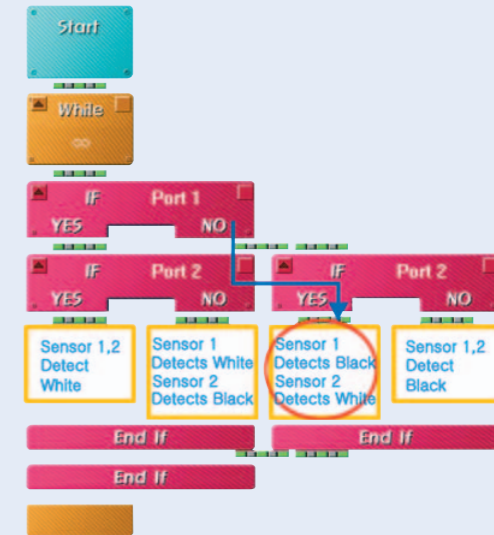 Start
While
∞
IF Port 1
YES NO
IF Port 2
YES NO
IF Port 2
YES NO
Sensor 1,2
Detect
White
Sensor 1
Detects White
Sensor 2
Detects Black
Sensor 1
Detects Black
Sensor 2
Detects White
Sensor 1,2
Detect
Black
End If
End If
End If